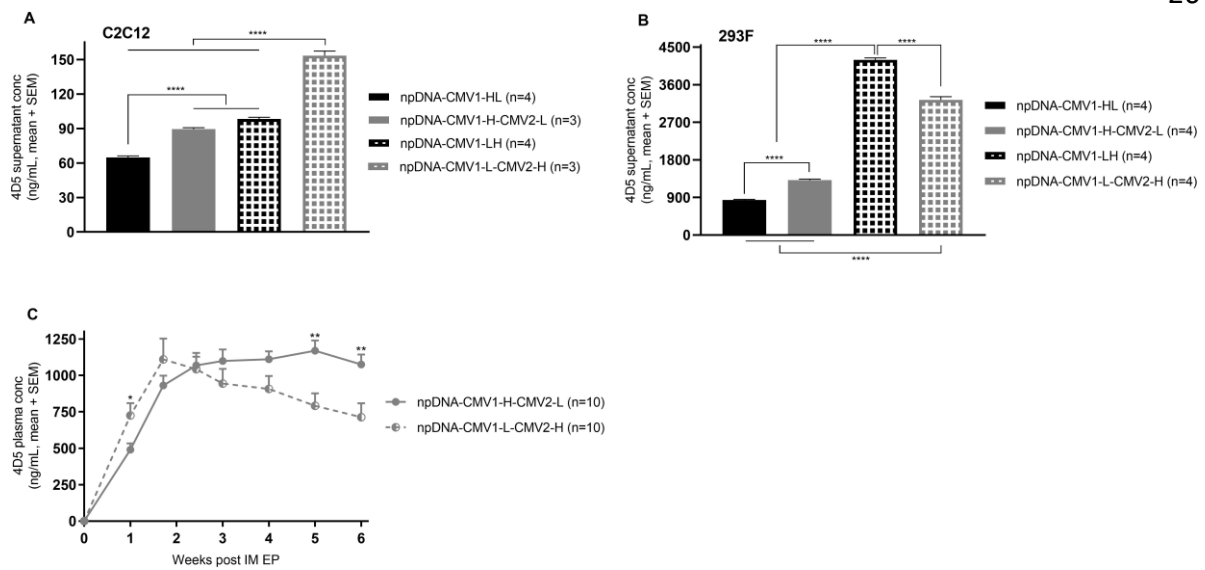 A
C2C12
****
****
4D5 supernatant conc
(ng/mL, mean + SEM)
150
120
90
60
30
0
npDNA-CMV1-HL (n=4)
npDNA-CMV1-H-CMV2-L (n=3)
npDNA-CMV1-LH (n=4)
npDNA-CMV1-L-CMV2-H (n=3)
B
293F
****
****
****
****
4D5 supernatant conc
(ng/mL, mean + SEM)
4500
3600
2700
1800
900
0
npDNA-CMV1-HL (n=4)
npDNA-CMV1-H-CMV2-L (n=4)
npDNA-CMV1-LH (n=4)
npDNA-CMV1-L-CMV2-H (n=4)
C
4D5 plasma conc
(ng/mL, mean + SEM)
1250
1000
750
500
250
0
*
**
**
0 1 2 3 4 5 6
Weeks post IM EP
npDNA-CMV1-H-CMV2-L (n=10)
npDNA-CMV1-L-CMV2-H (n=10)